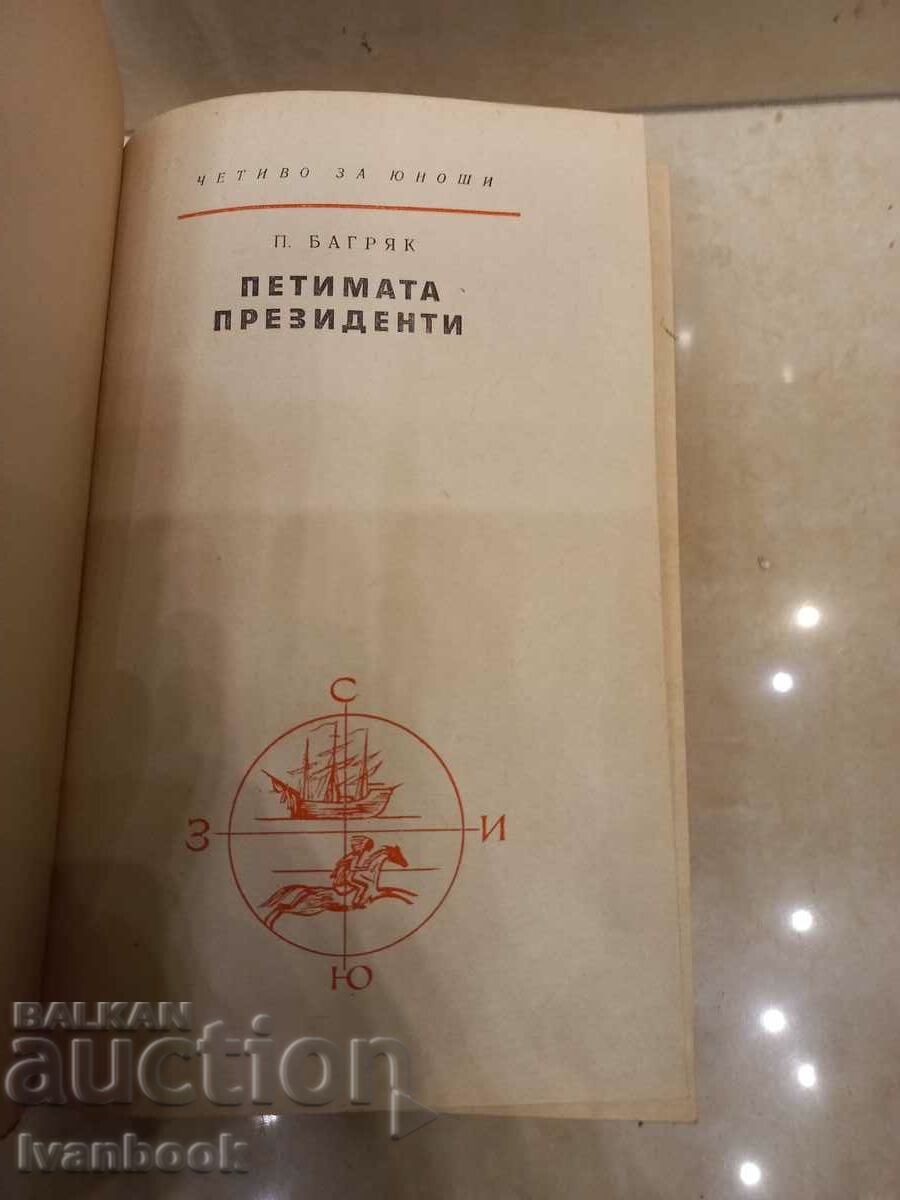 ЧЕТИВО ЗА ЮНОШИ
П. БАГРЯК
ПЕТИМАТА
ПРЕЗИДЕНТИ
С
З И
Ю
BALKAN
auction
Ivanbook